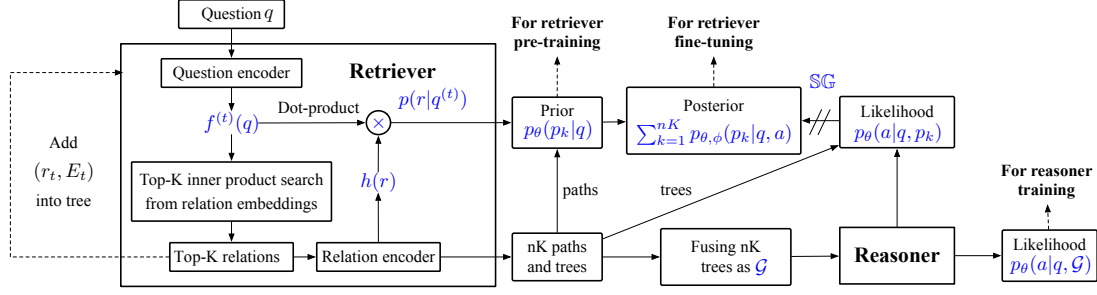 Question q
Question encoder
Retriever
f^{(t)}(q)
Dot-product
×
p(r|q^{(t)})
Add
(r_t, E_t)
into tree
Top-K inner product search
from relation embeddings
h(r)
Top-K relations
Relation encoder
For retriever
pre-training
For retriever
fine-tuning
Prior
p_θ(p_k|q)
Posterior
∑_{k=1}^{nK} p_{θ,ϕ}(p_k|q, a)
𝕊𝔾
Likelihood
p_θ(a|q, p_k)
paths
trees
For reasoner
training
nK paths
and trees
Fusing nK
trees as 𝒢
Reasoner
Likelihood
p_θ(a|q, 𝒢)